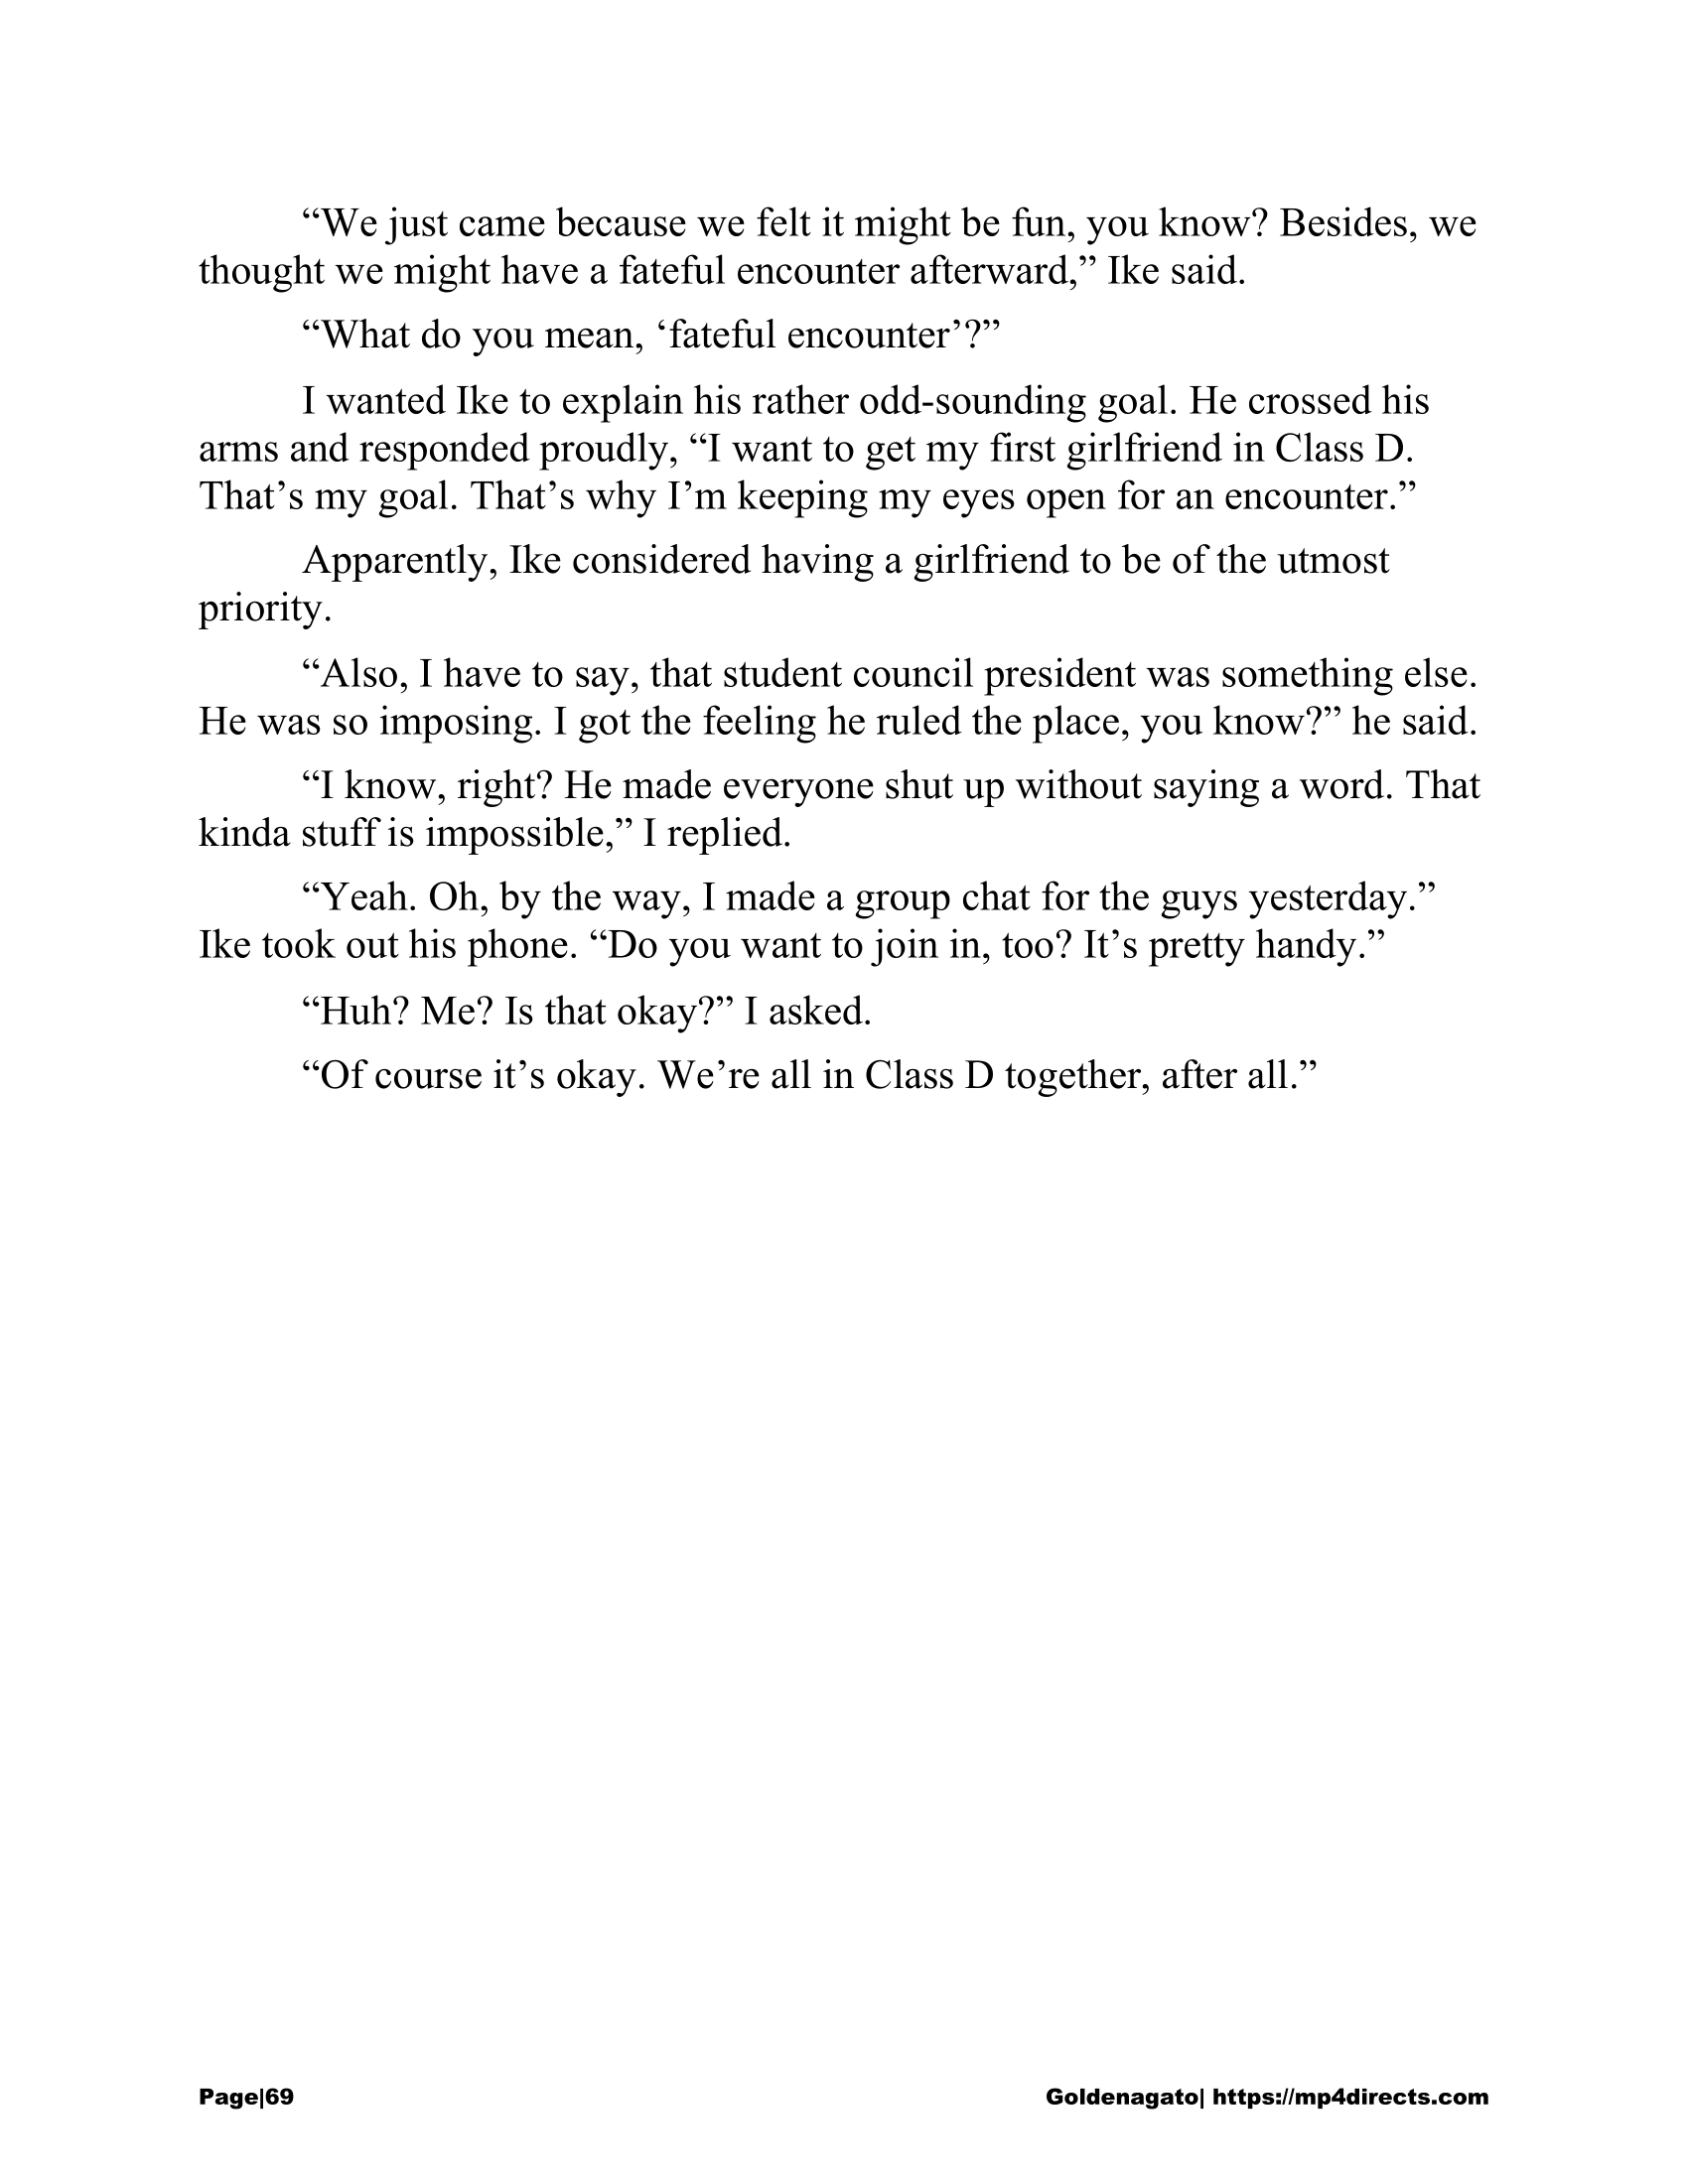 “We just came because we felt it might be fun, you know? Besides, we
thought we might have a fateful encounter afterward,” Ike said.
“What do you mean, ‘fateful encounter’?”
I wanted Ike to explain his rather odd-sounding goal. He crossed his
arms and responded proudly, “I want to get my first girlfriend in Class D.
That’s my goal. That’s why I’m keeping my eyes open for an encounter.”
Apparently, Ike considered having a girlfriend to be of the utmost
priority.
“Also, I have to say, that student council president was something else.
He was so imposing. I got the feeling he ruled the place, you know?” he said.
“I know, right? He made everyone shut up without saying a word. That
kinda stuff is impossible,” I replied.
“Yeah. Oh, by the way, I made a group chat for the guys yesterday.”
Ike took out his phone. “Do you want to join in, too? It’s pretty handy.”
“Huh? Me? Is that okay?” I asked.
“Of course it’s okay. We’re all in Class D together, after all.”
Page|69 Goldenagato| https://mp4directs.com